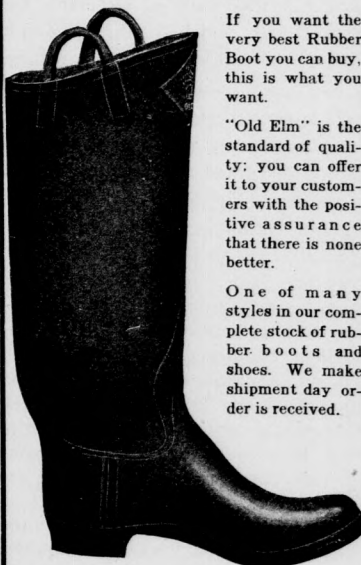 If you want the
very best Rubber
Boot you can buy,
this is what you
want.
"Old Elm" is the
standard of quali-
ty; you can offer
it to your custom-
ers with the posi-
tive assurance
that there is none
better.
One of many
styles in our com-
plete stock of rub-
ber boots and
shoes. We make
shipment day or-
der is received.